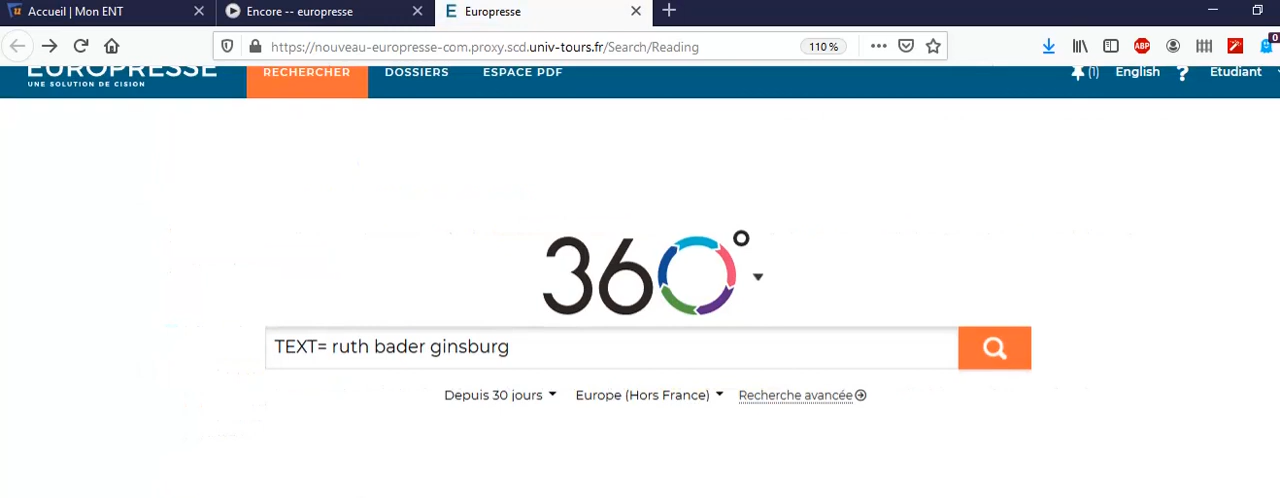 Accueil | Mon ENT
Encore -- europresse
Europresse
https://nouveau-europresse-com.proxy.scd.univ-tours.fr/Search/Reading
110 %
ABP
0
EUROPRESSE
UNE SOLUTION DE CISION
RECHERCHER
DOSSIERS
ESPACE PDF
(1)
English
?
Etudiant
360°
TEXT= ruth bader ginsburg
Depuis 30 jours
Europe (Hors France)
Recherche avancée